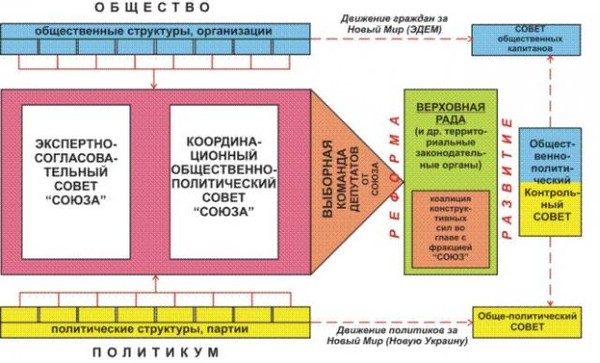 ОБЩЕСТВО
общественные структуры, организации
Движение граждан за
Новый Мир (ЭДЕМ)
СОВЕТ
общественных
капитанов
ЭКСПЕРТНО-
СОГЛАСОВА-
ТЕЛЬНЫЙ
СОВЕТ
"СОЮЗА"
КООРДИНА-
ЦИОННЫЙ
ОБЩЕСТВЕННО-
ПОЛИТИЧЕСКИЙ
СОВЕТ
"СОЮЗА"
ВЫБОРНАЯ
КОМАНДА
ДЕПУТАТОВ
ОТ
СОЮЗА
РЕФОРМА
ВЕРХОВНАЯ
РАДА
(и др. террито-
риальные
законодатель-
ные органы)
коалиция
конструк-
тивных
сил во
главе с
фракцией
"СОЮЗ"
РАЗВИТИЕ
Общест-
венно-
полити-
ческий
Контроль-
ный
СОВЕТ
политические структуры, партии
Движение политиков за
Новый Мир (Новую Украину)
Обще-политический
СОВЕТ
ПОЛИТИКУМ